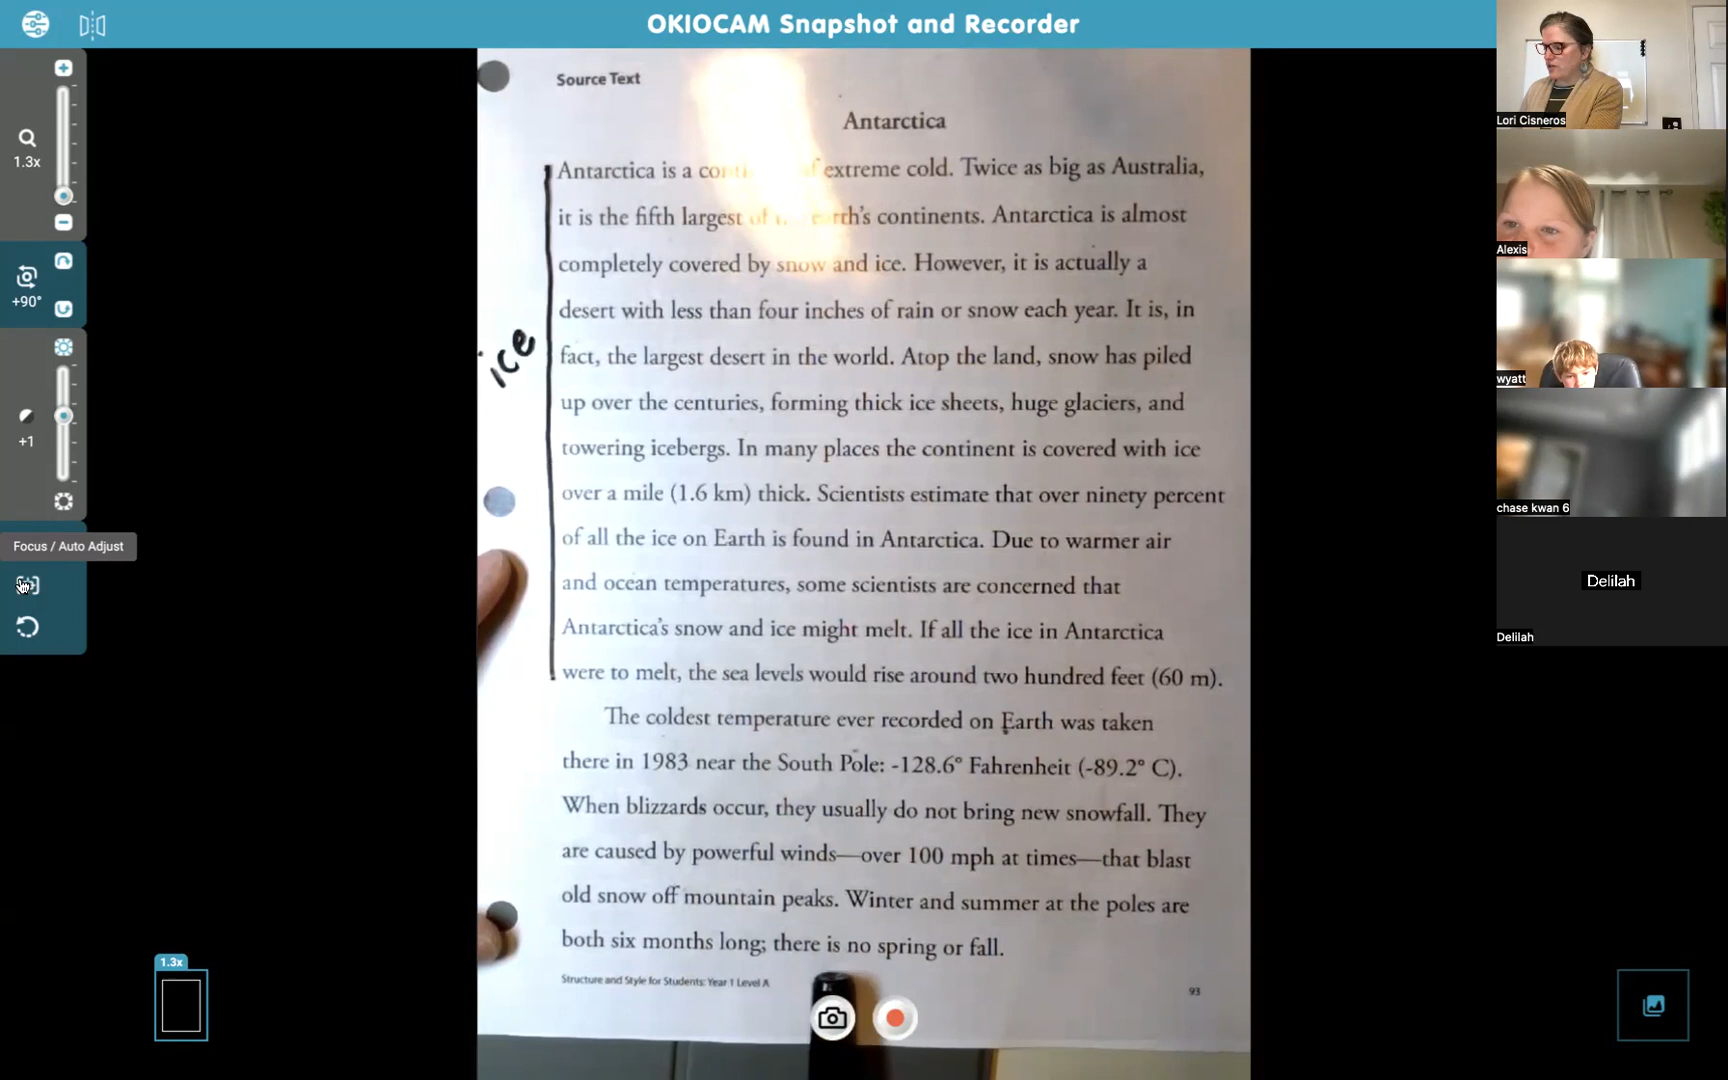 OKIOCAM Snapshot and Recorder
1.3x
+90°
+1
Focus / Auto Adjust
1.3x
Source Text
Antarctica
Antarctica is a extreme cold. Twice as big as Australia,
it is the fifth largest of continents. Antarctica is almost
completely covered by snow and ice. However, it is actually a
desert with less than four inches of rain or snow each year. It is, in
fact, the largest desert in the world. Atop the land, snow has piled
up over the centuries, forming thick ice sheets, huge glaciers, and
towering icebergs. In many places the continent is covered with ice
over a mile (1.6 km) thick. Scientists estimate that over ninety percent
of all the ice on Earth is found in Antarctica. Due to warmer air
and ocean temperatures, some scientists are concerned that
Antarctica's snow and ice might melt. If all the ice in Antarctica
were to melt, the sea levels would rise around two hundred feet (60 m).
The coldest temperature ever recorded on Earth was taken
there in 1983 near the South Pole: -128.6° Fahrenheit (-89.2° C).
When blizzards occur, they usually do not bring new snowfall. They
are caused by powerful winds—over 100 mph at times—that blast
old snow off mountain peaks. Winter and summer at the poles are
both six months long; there is no spring or fall.
Structure and Style for Students: Year 1 Level A
93
ice
Lori Cisneros
Alexis
wyatt
chase kwan 6
Delilah
Delilah